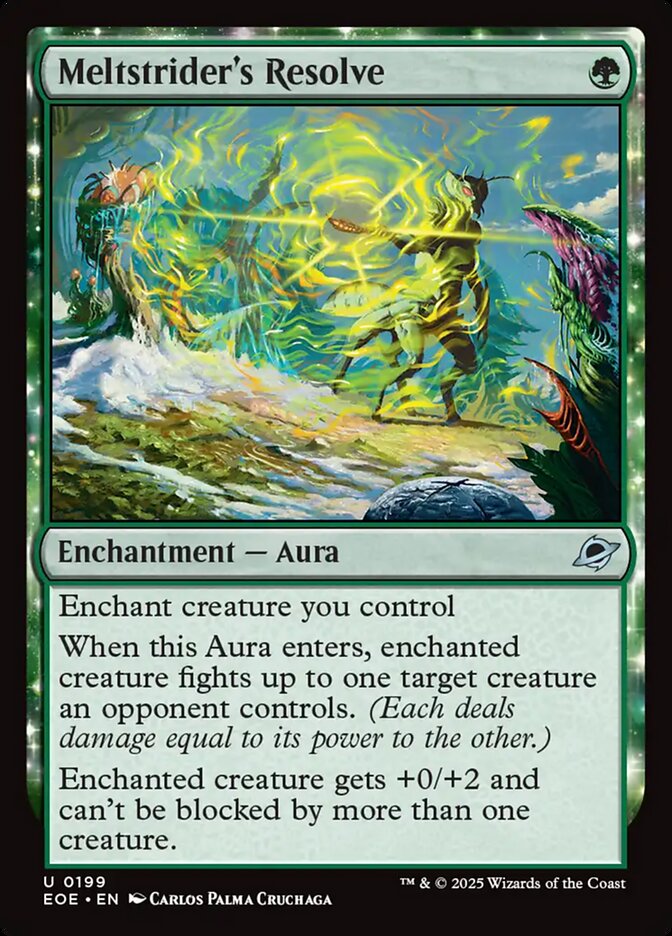 Meltstrider's Resolve
Enchantment — Aura
Enchant creature you control
When this Aura enters, enchanted
creature fights up to one target creature
an opponent controls. (Each deals
damage equal to its power to the other.)
Enchanted creature gets +0/+2 and
can't be blocked by more than one
creature.
U 0199
EOE • EN Carlos Palma Cruchaga
™ & © 2025 Wizards of the Coast